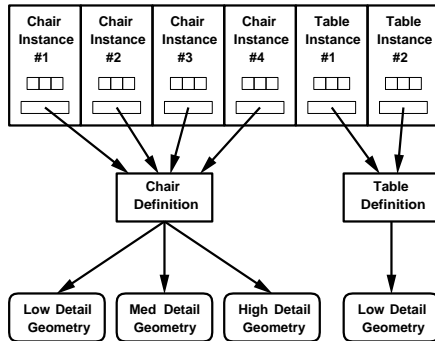 Chair Instance #1
Chair Instance #2
Chair Instance #3
Chair Instance #4
Table Instance #1
Table Instance #2
Chair Definition
Table Definition
Low Detail Geometry
Med Detail Geometry
High Detail Geometry
Low Detail Geometry